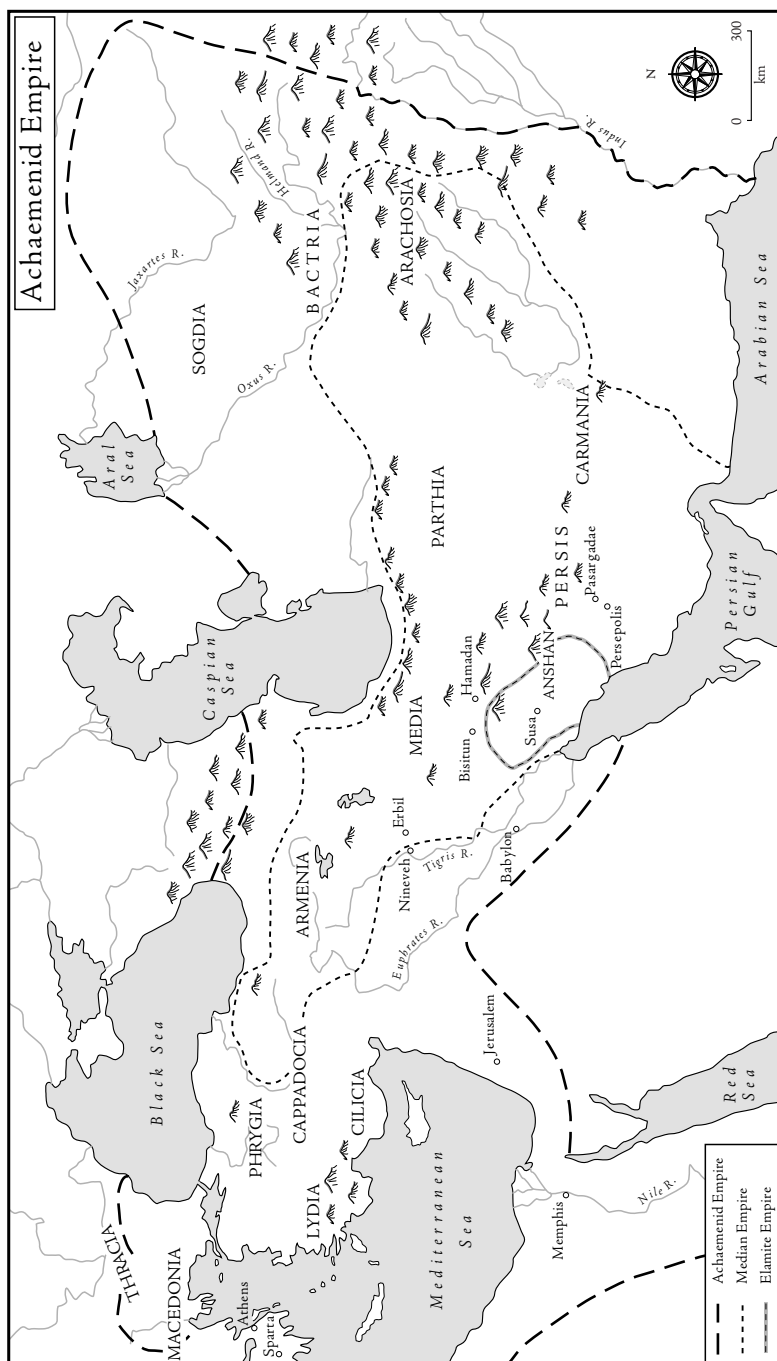 Achaemenid Empire
THRACIA
MACEDONIA
Athens
Sparta
Black Sea
PHRYGIA
LYDIA
CAPPADOCIA
CILICIA
ARMENIA
Mediterranean
Sea
Memphis
Nile R.
Red
Sea
Jerusalem
Euphrates R.
Tigris R.
Nineveh
Erbil
Babylon
Caspian
Sea
MEDIA
Bisirun
Hamadan
Susa
ANSHAN
PERSIS
Pasargadae
Persepolis
Persian
Gulf
Aral
Sea
Jaxartes R.
Oxus R.
SOGDIA
BACTRIA
Helmand R.
PARTHIA
ARACHOSIA
CARMANIA
Indus R.
Arabian Sea
N
0 300
km
Achaemenid Empire
Median Empire
Elamite Empire